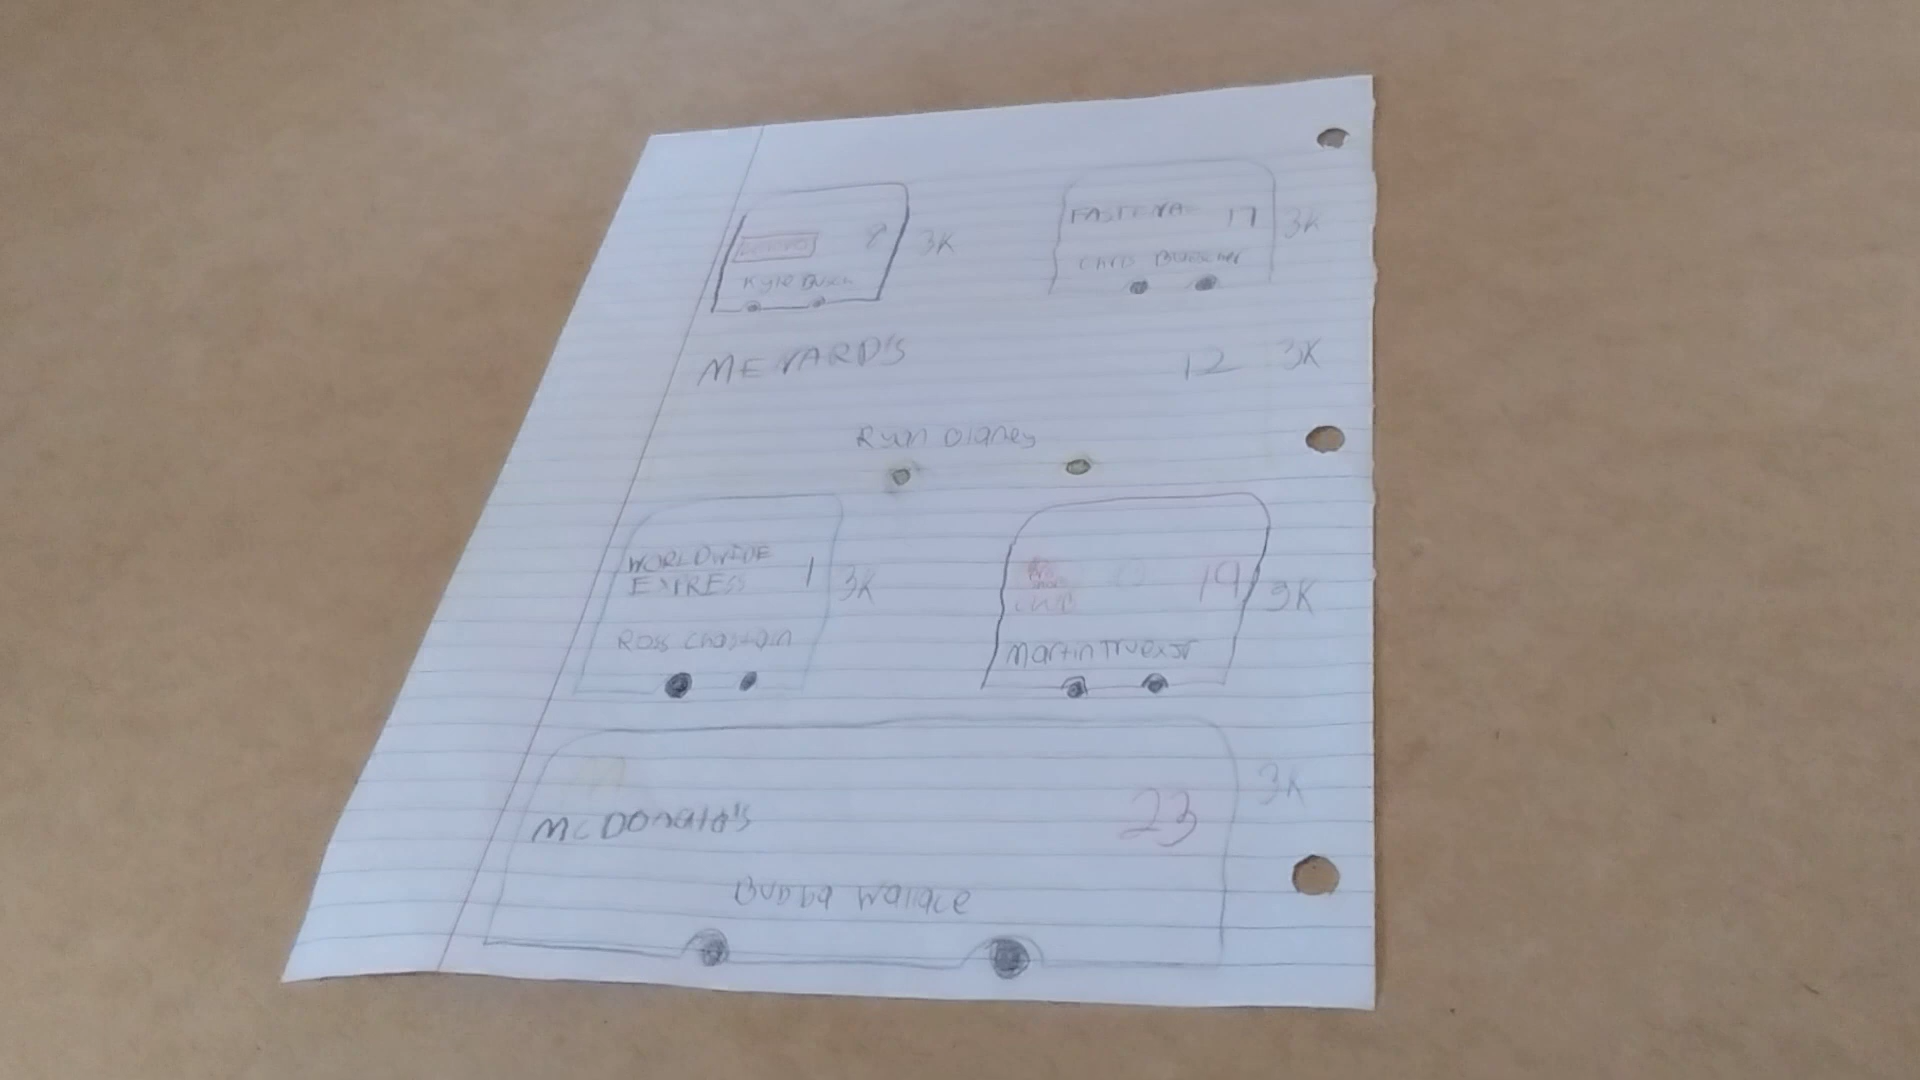 8 3K
Kyle Busch
FASTENAL 17 3K
Chris Buescher
MENARD'S 12 3K
Ryan Blaney
WORLDWIDE
EXPRESS 1 3K
Ross Chastain
19 3K
Martin Truex Jr
McDonald's 23 3K
Bubba Wallace